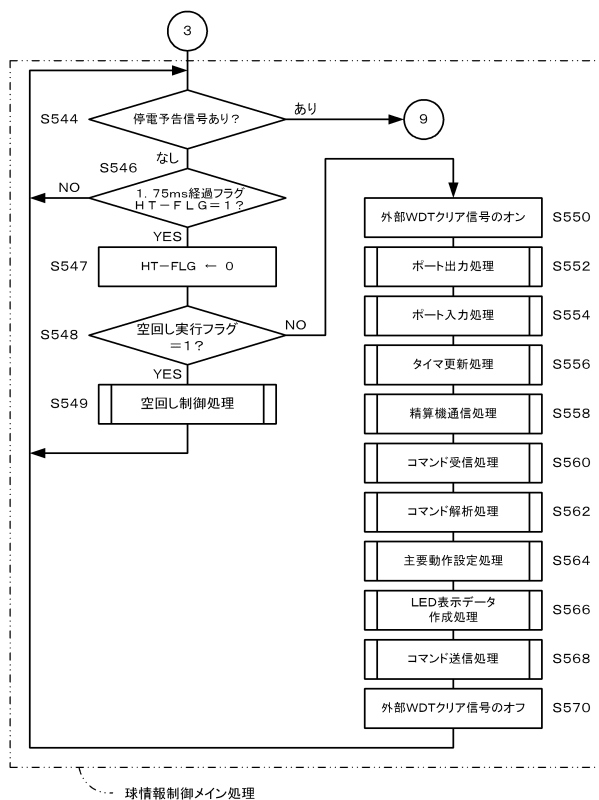 3
S544
停電予告信号あり?
あり
9
なし
S546
NO
1.75ms経過フラグ
HT-FLG=1?
YES
S547
HT-FLG ← 0
S548
空回し実行フラグ
=1?
NO
YES
S549
空回し制御処理
外部WDTクリア信号のオン
S550
ポート出力処理
S552
ポート入力処理
S554
タイマ更新処理
S556
精算機通信処理
S558
コマンド受信処理
S560
コマンド解析処理
S562
主要動作設定処理
S564
LED表示データ
作成処理
S566
コマンド送信処理
S568
外部WDTクリア信号のオフ
S570
球情報制御メイン処理